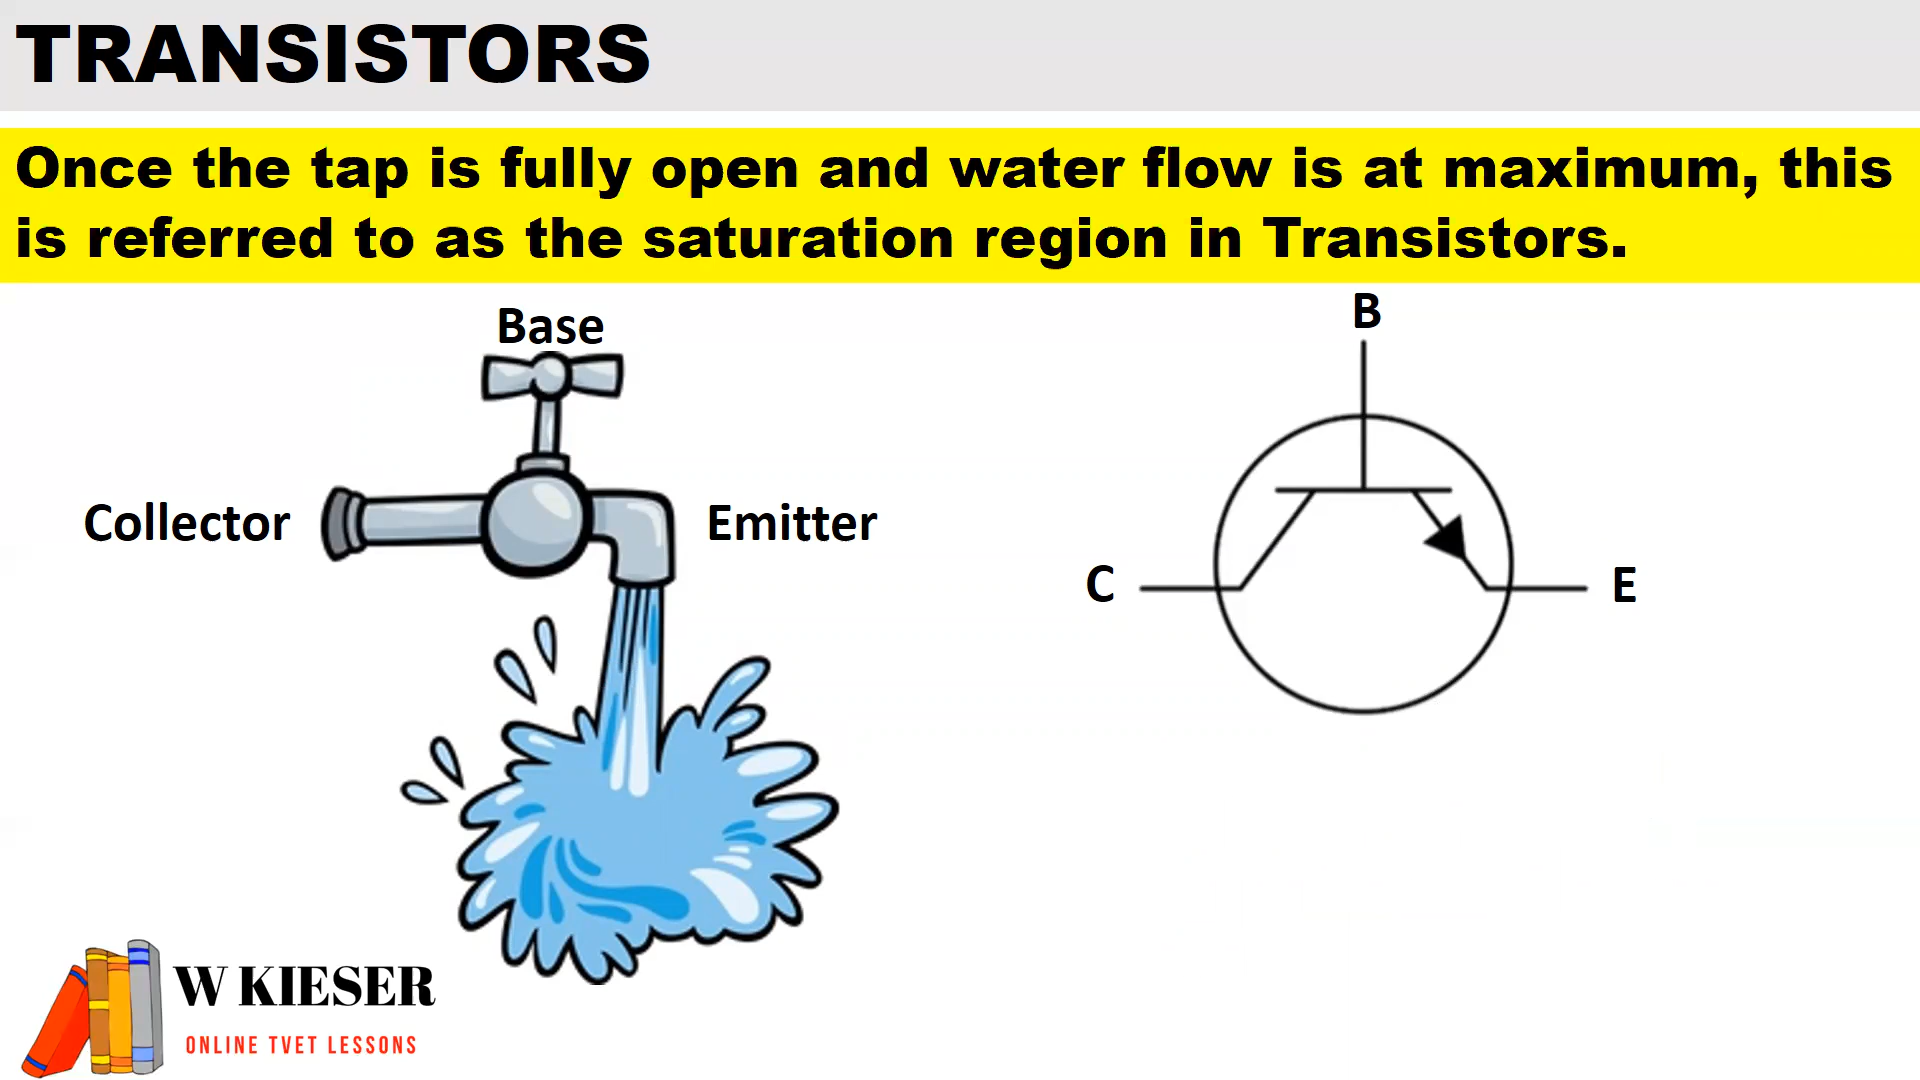 TRANSISTORS
Once the tap is fully open and water flow is at maximum, this
is referred to as the saturation region in Transistors.
Base
Collector
Emitter
B
C
E
W KIESER
ONLINE TVET LESSONS